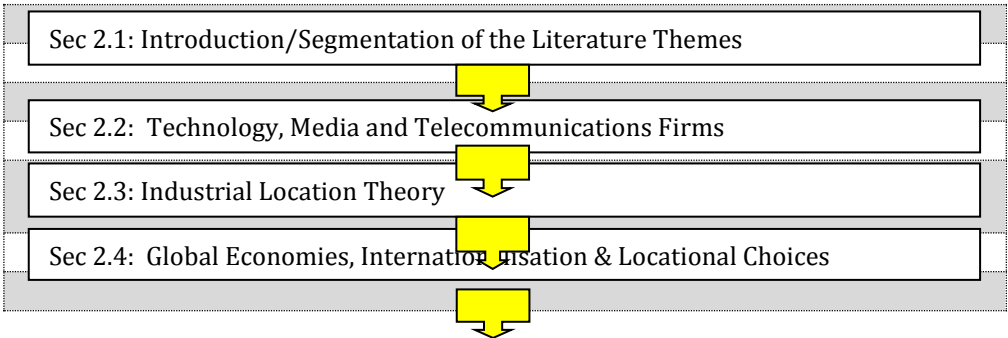 Sec 2.1: Introduction/Segmentation of the Literature Themes
Sec 2.2: Technology, Media and Telecommunications Firms
Sec 2.3: Industrial Location Theory
Sec 2.4: Global Economies, Internationalisation & Locational Choices